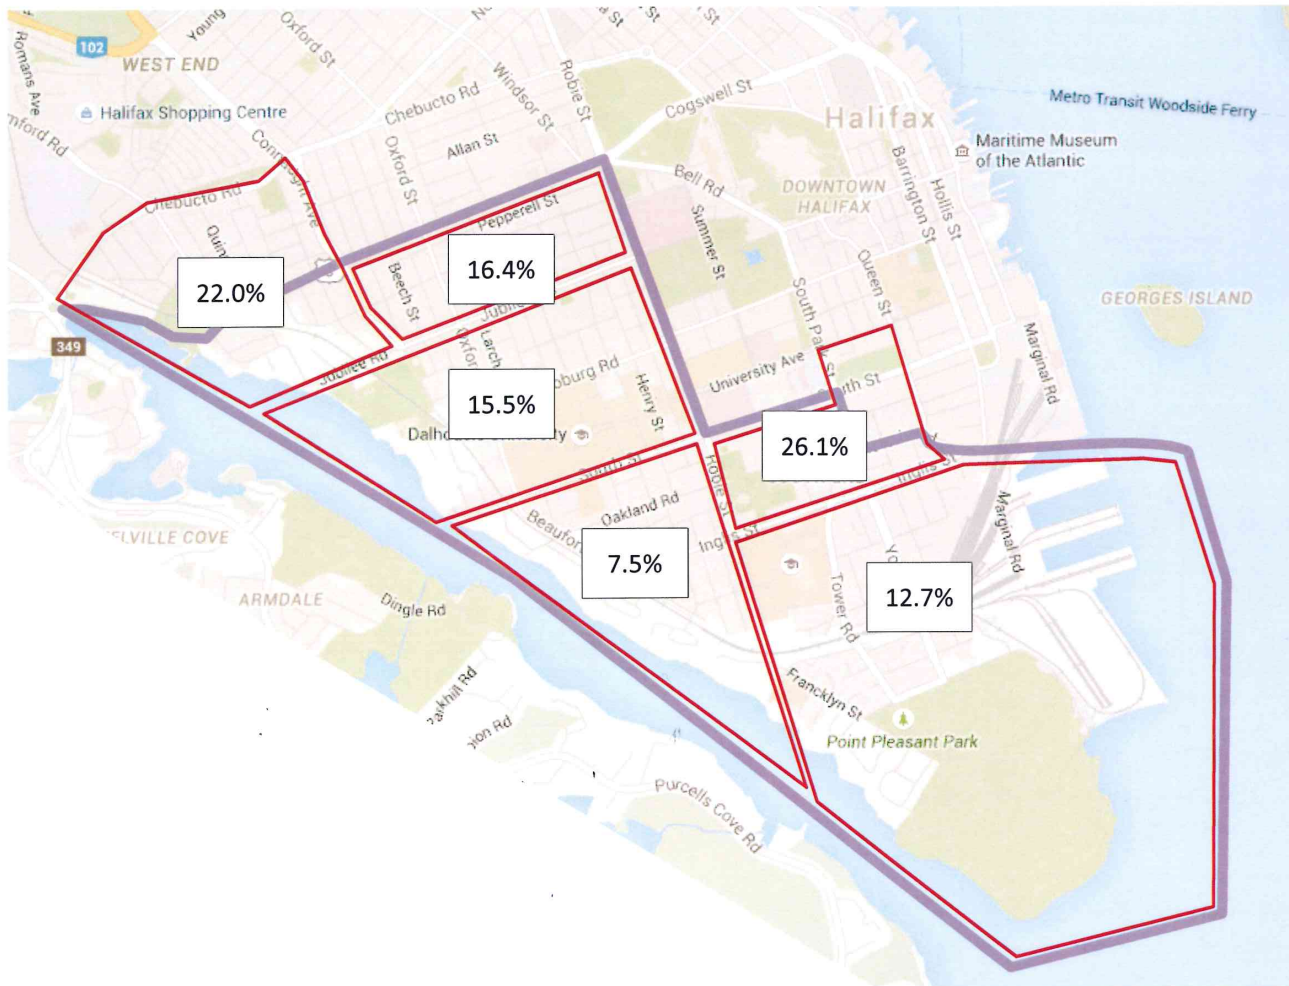 Young
Oxford St
Robie St
102
WEST END
Romans Ave
Windsor St
Chebucto Rd
Cogswell St
Metro Transit Woodside Ferry
Halifax Shopping Centre
Halifax
Allan St
Oxford St
Maritime Museum
of the Atlantic
Bell Rd
Barrington St
Hollis St
DOWNTOWN
HALIFAX
Chebucto Rd
Pepperell St
Summer St
Queen St
16.4%
Beech St
22.0%
South Park St
GEORGES ISLAND
349
Marginal Rd
University Ave
Henry St
15.5%
26.1%
Inglis St
Robie St
Oakland Rd
Marginal Rd
7.5%
12.7%
ARMDALE
Dingle Rd
Tower Rd
Francklyn St
Point Pleasant Park
Purcells Cove Rd